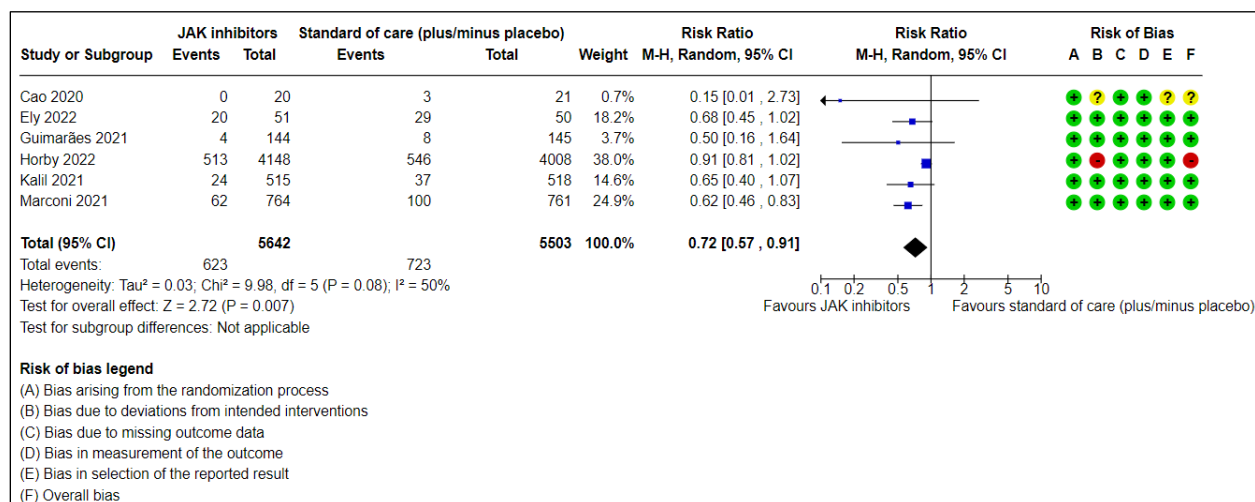 JAK inhibitors Standard of care (plus/minus placebo) Risk Ratio Risk Ratio Risk of Bias
Study or Subgroup Events Total Events Total Weight M-H, Random, 95% CI M-H, Random, 95% CI A B C D E F
Cao 2020 0 20 3 21 0.7% 0.15 [0.01 , 2.73] + ? + + ? ?
Ely 2022 20 51 29 50 18.2% 0.68 [0.45 , 1.02] + + + + + +
Guimarães 2021 4 144 8 145 3.7% 0.50 [0.16 , 1.64] + + + + + +
Horby 2022 513 4148 546 4008 38.0% 0.91 [0.81 , 1.02] + - + + + -
Kalil 2021 24 515 37 518 14.6% 0.65 [0.40 , 1.07] + + + + + +
Marconi 2021 62 764 100 761 24.9% 0.62 [0.46 , 0.83] + + + + + +
Total (95% CI) 5642 5503 100.0% 0.72 [0.57 , 0.91]
Total events: 623 723
Heterogeneity: Tau² = 0.03; Chi² = 9.98, df = 5 (P = 0.08); I² = 50%
0.1 0.2 0.5 1 2 5 10
Test for overall effect: Z = 2.72 (P = 0.007)
Favours JAK inhibitors Favours standard of care (plus/minus placebo)
Test for subgroup differences: Not applicable
Risk of bias legend
(A) Bias arising from the randomization process
(B) Bias due to deviations from intended interventions
(C) Bias due to missing outcome data
(D) Bias in measurement of the outcome
(E) Bias in selection of the reported result
(F) Overall bias